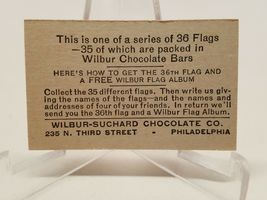 This is one of a series of 36 Flags
—35 of which are packed in
Wilbur Chocolate Bars
HERE'S HOW TO GET THE 36TH FLAG AND
A FREE WILBUR FLAG ALBUM
Collect the 35 different flags. Then write us giv-
ing the names of the flags—and the names and
addresses of four of your friends. In return we'll
send you the 36th flag and a Wilbur Flag Album.
WILBUR-SUCHARD CHOCOLATE CO.
235 N. THIRD STREET - PHILADELPHIA